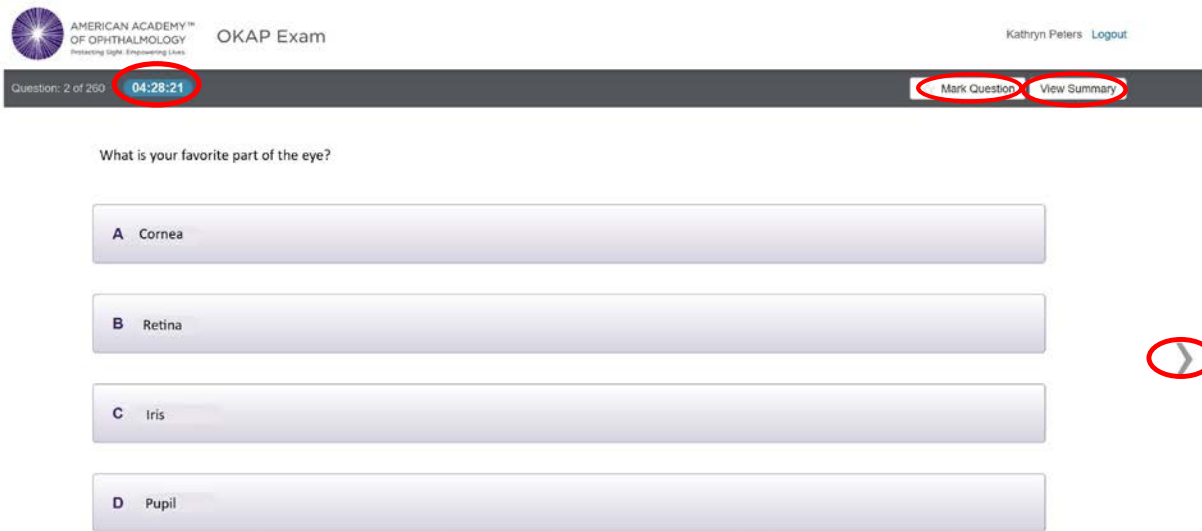 AMERICAN ACADEMY™
OF OPHTHALMOLOGY
Protecting Sight. Empowering Lives.
OKAP Exam
Kathryn Peters Logout
Question: 2 of 260 04:28:21 Mark Question View Summary
What is your favorite part of the eye?
A Cornea
B Retina
C Iris
D Pupil